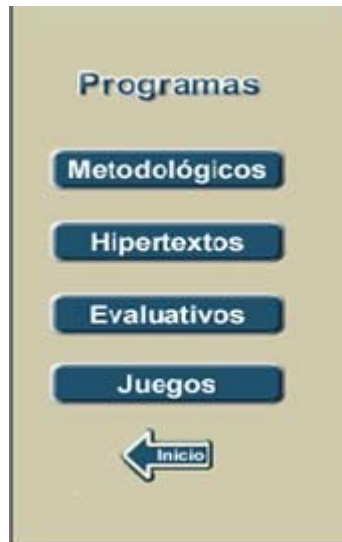 Programas
Metodológicos
Hipertextos
Evaluativos
Juegos
Inicio